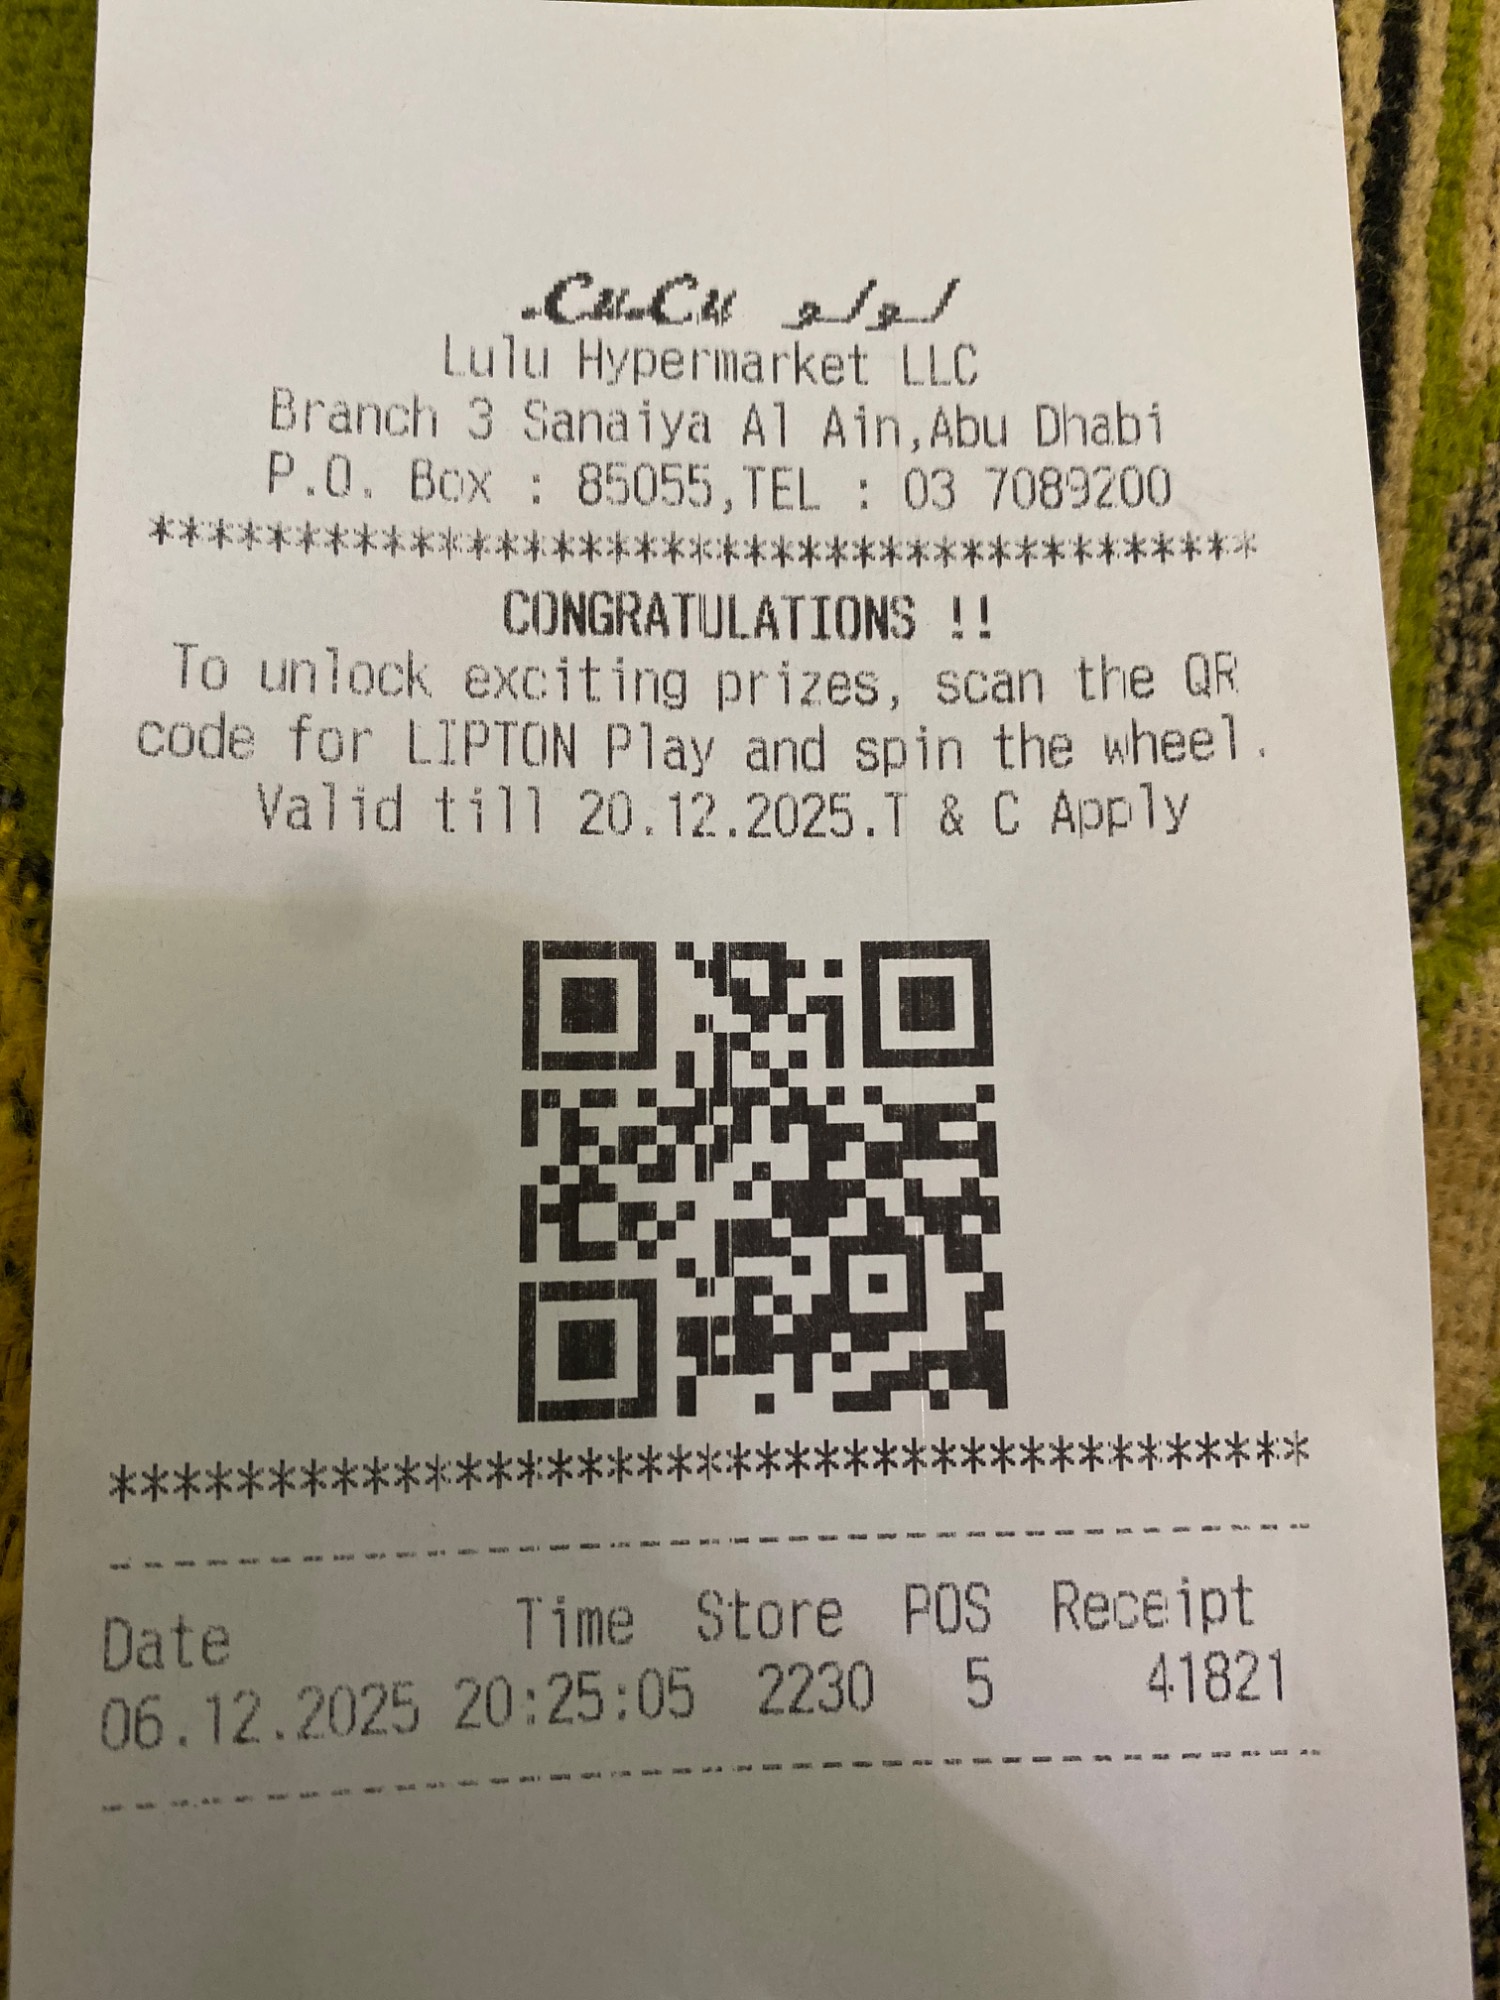 LuLu لولو
Lulu Hypermarket LLC
Branch 3 Sanaiya Al Ain,Abu Dhabi
P.O. Box : 85055,TEL : 03 7089200
**************************************
CONGRATULATIONS !!
To unlock exciting prizes, scan the QR
code for LIPTON Play and spin the wheel.
Valid till 20.12.2025.T & C Apply
**************************************
----------------------------------------
Date Time Store POS Receipt
06.12.2025 20:25:05 2230 5 41821
----------------------------------------